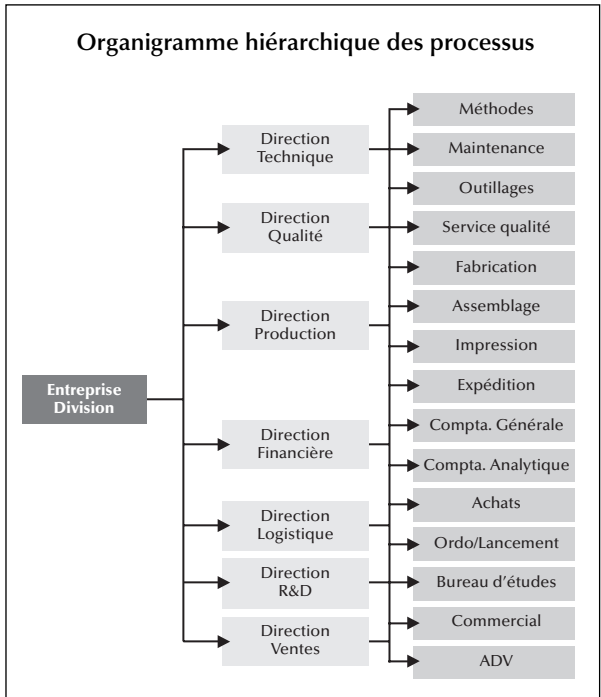 Organigramme hiérarchique des processus
Entreprise
Division
Direction
Technique
Direction
Qualité
Direction
Production
Direction
Financière
Direction
Logistique
Direction
R&D
Direction
Ventes
Méthodes
Maintenance
Outillages
Service qualité
Fabrication
Assemblage
Impression
Expédition
Compta. Générale
Compta. Analytique
Achats
Ordo/Lancement
Bureau d'études
Commercial
ADV